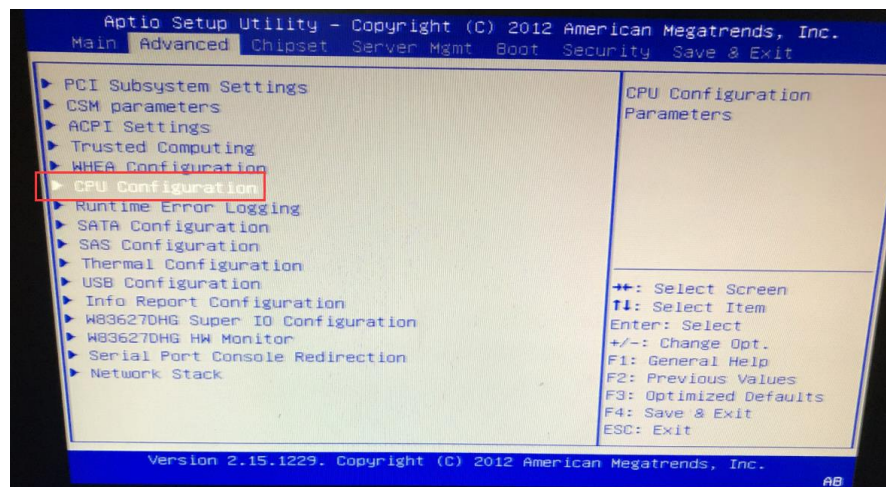 Aptio Setup Utility – Copyright (C) 2012 American Megatrends, Inc.
Main Advanced Chipset Server Mgmt Boot Security Save & Exit
PCI Subsystem Settings
CSM parameters
ACPI Settings
Trusted Computing
WHEA Configuration
CPU Configuration
Runtime Error Logging
SATA Configuration
SAS Configuration
Thermal Configuration
USB Configuration
Info Report Configuration
W83627DHG Super IO Configuration
W83627DHG HW Monitor
Serial Port Console Redirection
Network Stack
CPU Configuration
Parameters
→←: Select Screen
↑↓: Select Item
Enter: Select
+/-: Change Opt.
F1: General Help
F2: Previous Values
F3: Optimized Defaults
F4: Save & Exit
ESC: Exit
Version 2.15.1229. Copyright (C) 2012 American Megatrends, Inc.
AB